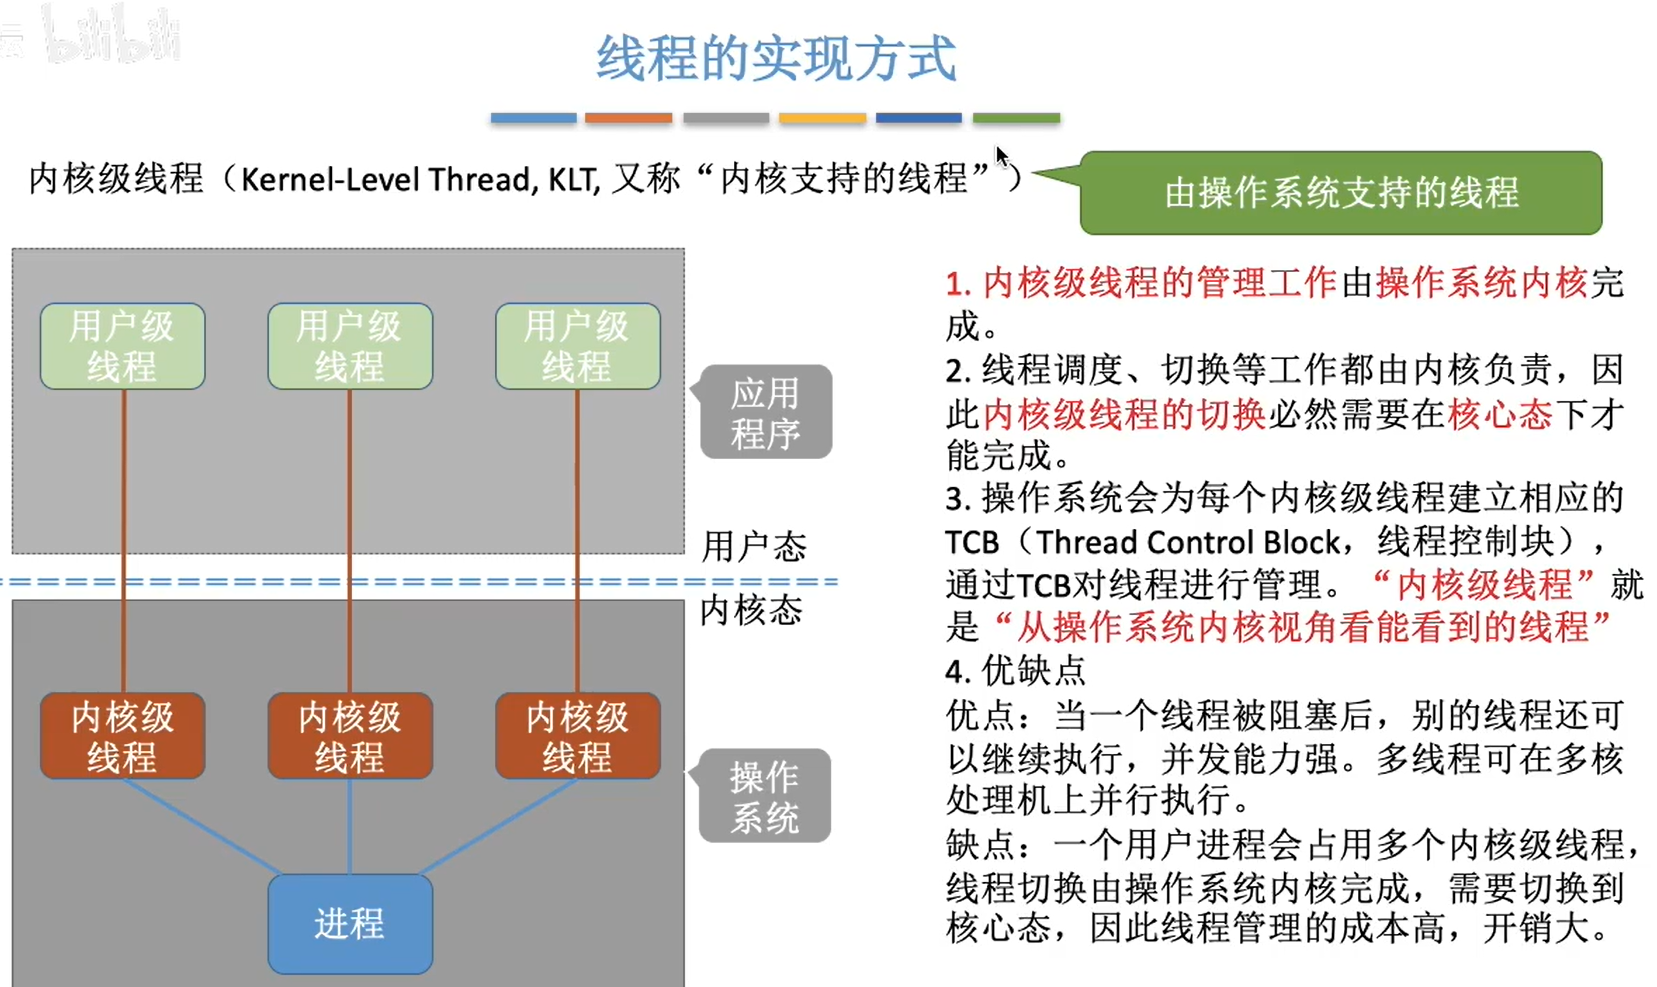 bilibili
线程的实现方式
内核级线程（Kernel-Level Thread, KLT, 又称“内核支持的线程”）
由操作系统支持的线程
用户级
线程
用户级
线程
用户级
线程
应用
程序
用户态
内核态
内核级
线程
内核级
线程
内核级
线程
操作
系统
进程
1. 内核级线程的管理工作由操作系统内核完
成。
2. 线程调度、切换等工作都由内核负责，因
此内核级线程的切换必然需要在核心态下才
能完成。
3. 操作系统会为每个内核级线程建立相应的
TCB（Thread Control Block，线程控制块），
通过TCB对线程进行管理。“内核级线程”就
是“从操作系统内核视角看能看到的线程”
4. 优缺点
优点：当一个线程被阻塞后，别的线程还可
以继续执行，并发能力强。多线程可在多核
处理机上并行执行。
缺点：一个用户进程会占用多个内核级线程，
线程切换由操作系统内核完成，需要切换到
核心态，因此线程管理的成本高，开销大。